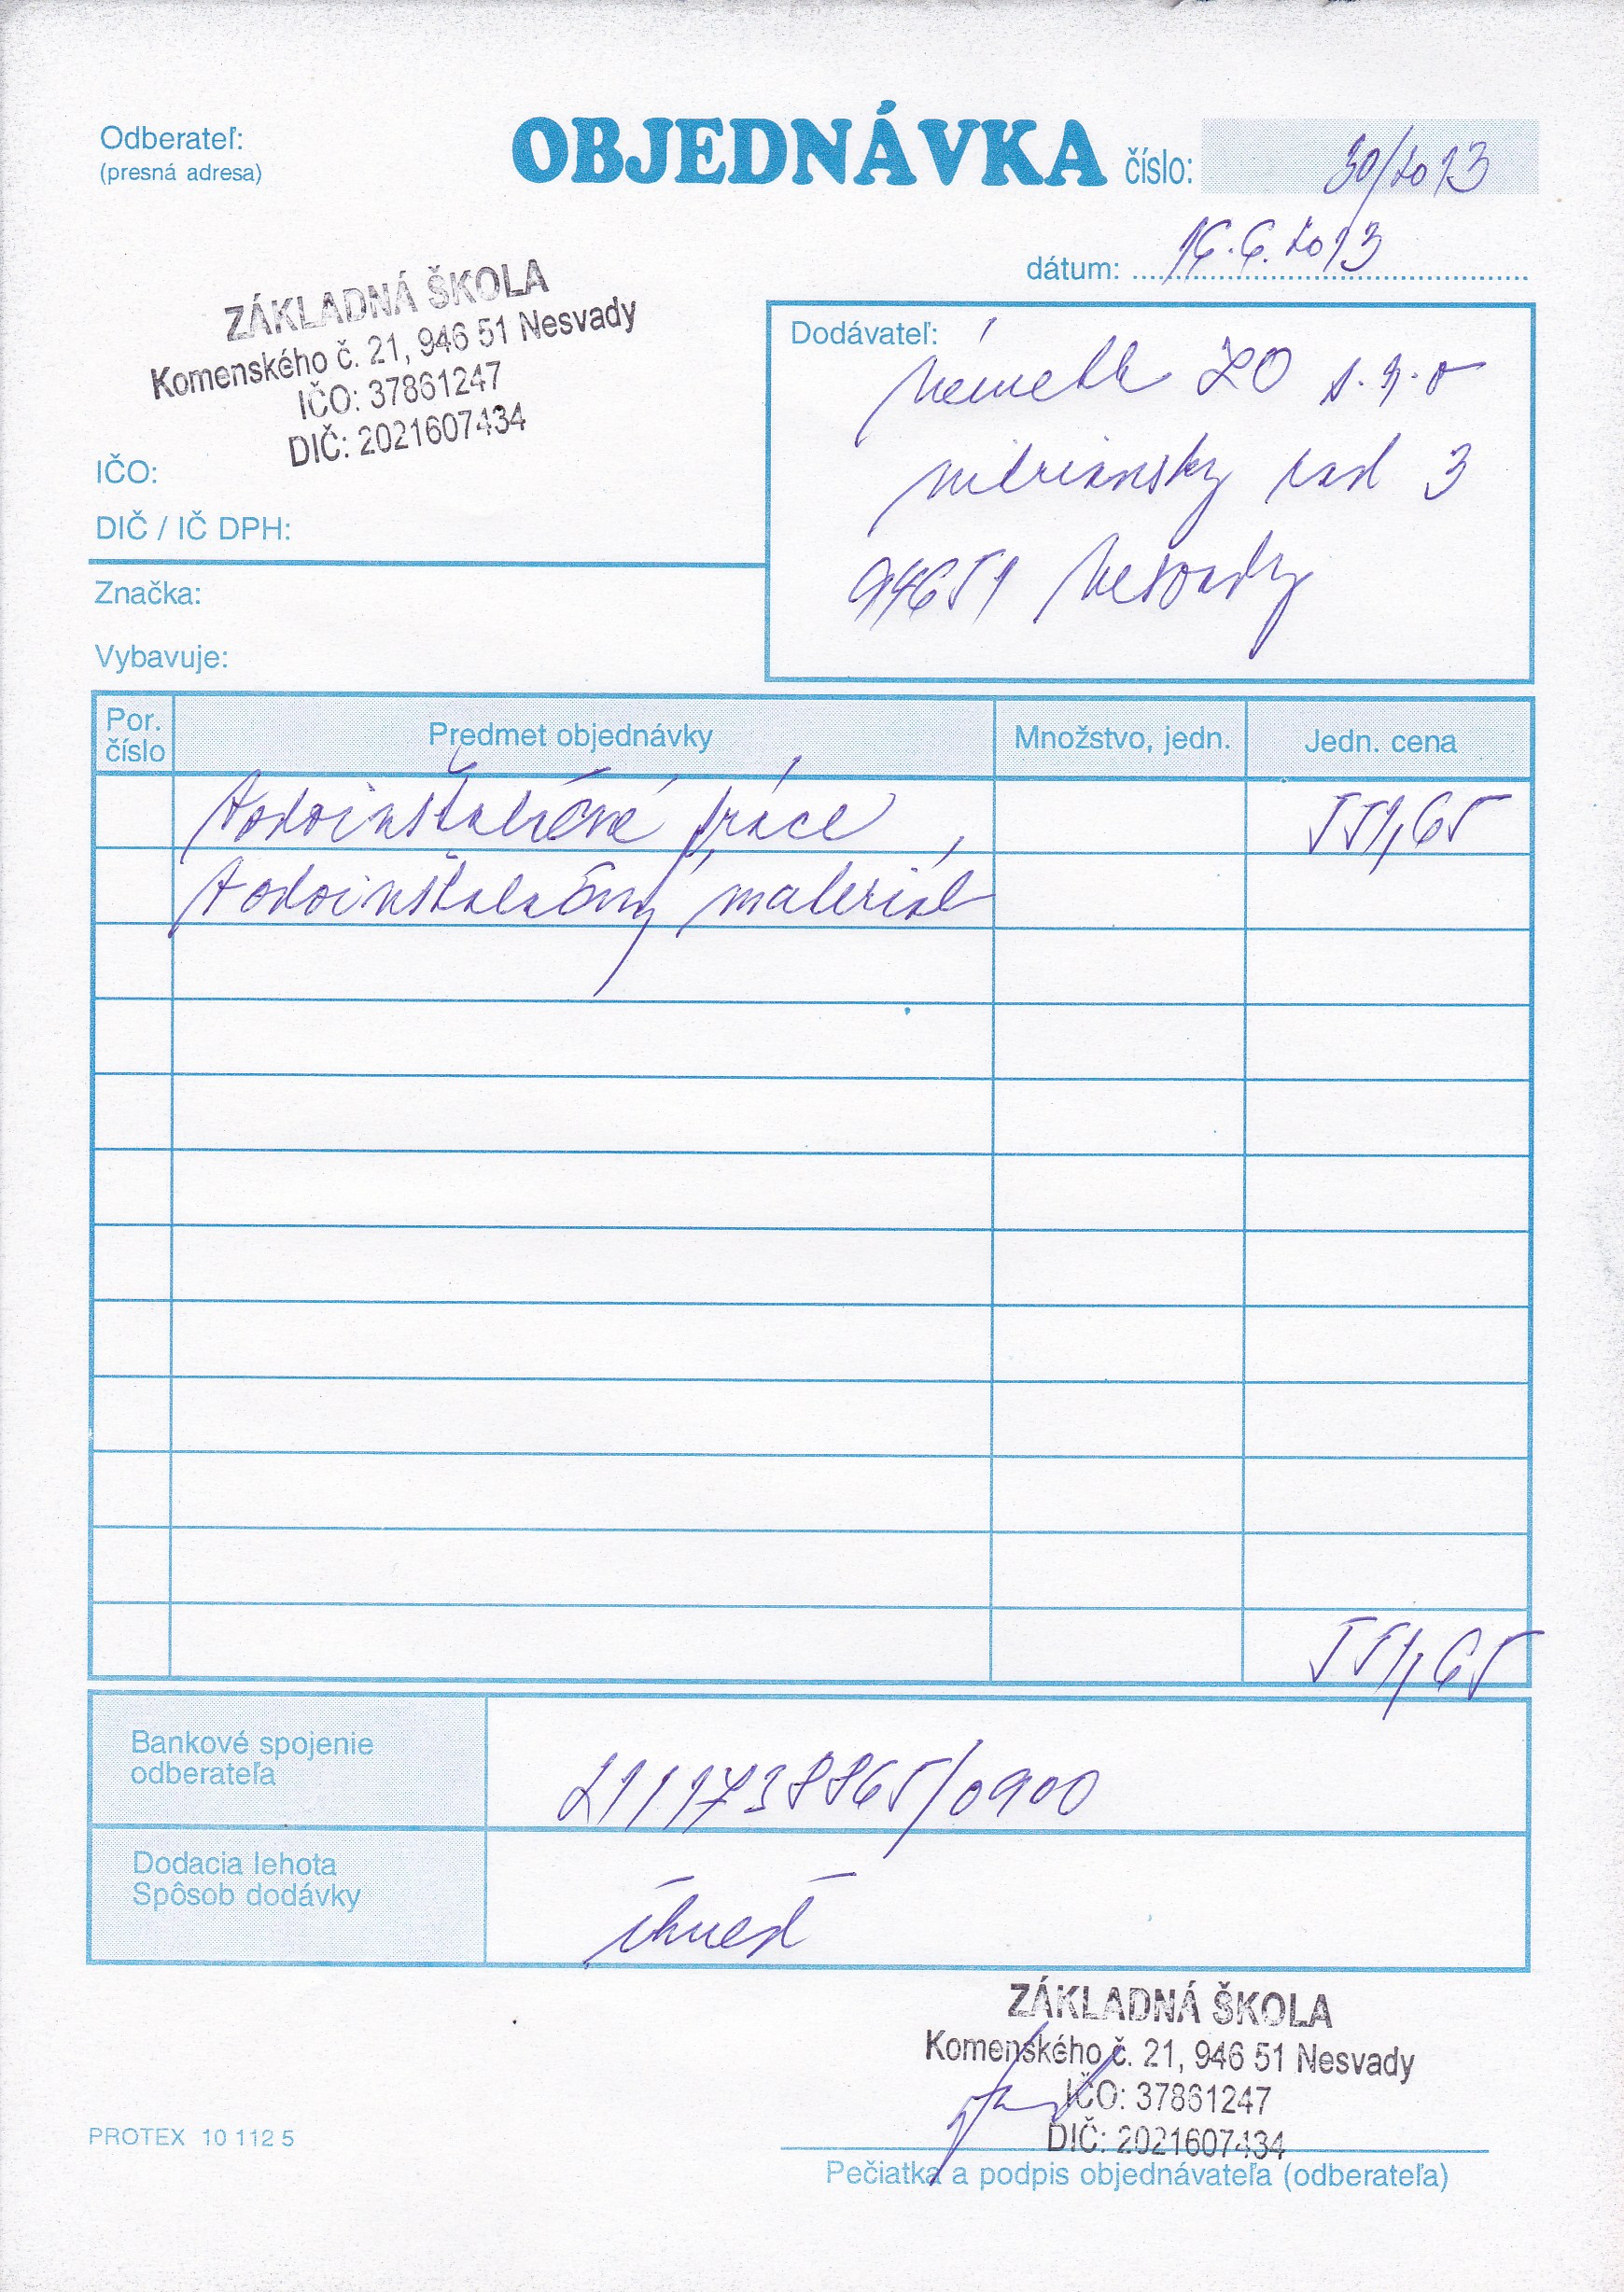 Odberateľ:
(presná adresa)
OBJEDNÁVKA číslo: 30/2013
dátum: 16.6.2013
ZÁKLADNÁ ŠKOLA
Komenského č. 21, 946 51 Nesvady
IČO: 37861247
DIČ: 2021607434
IČO:
DIČ / IČ DPH:
Značka:
Vybavuje:
Dodávateľ:
Németh ZO s.r.o
Nitriansky rad 3
94651 Nesvady
Por. číslo Predmet objednávky Množstvo, jedn. Jedn. cena
Vodoinštalačné práce, 551,65
Vodoinštalačný materiál
551,65
Bankové spojenie
odberateľa
2111738865/0900
Dodacia lehota
Spôsob dodávky
ihneď
ZÁKLADNÁ ŠKOLA
Komenského č. 21, 946 51 Nesvady
IČO: 37861247
DIČ: 2021607434
Pečiatka a podpis objednávateľa (odberateľa)
PROTEX 10 112 5